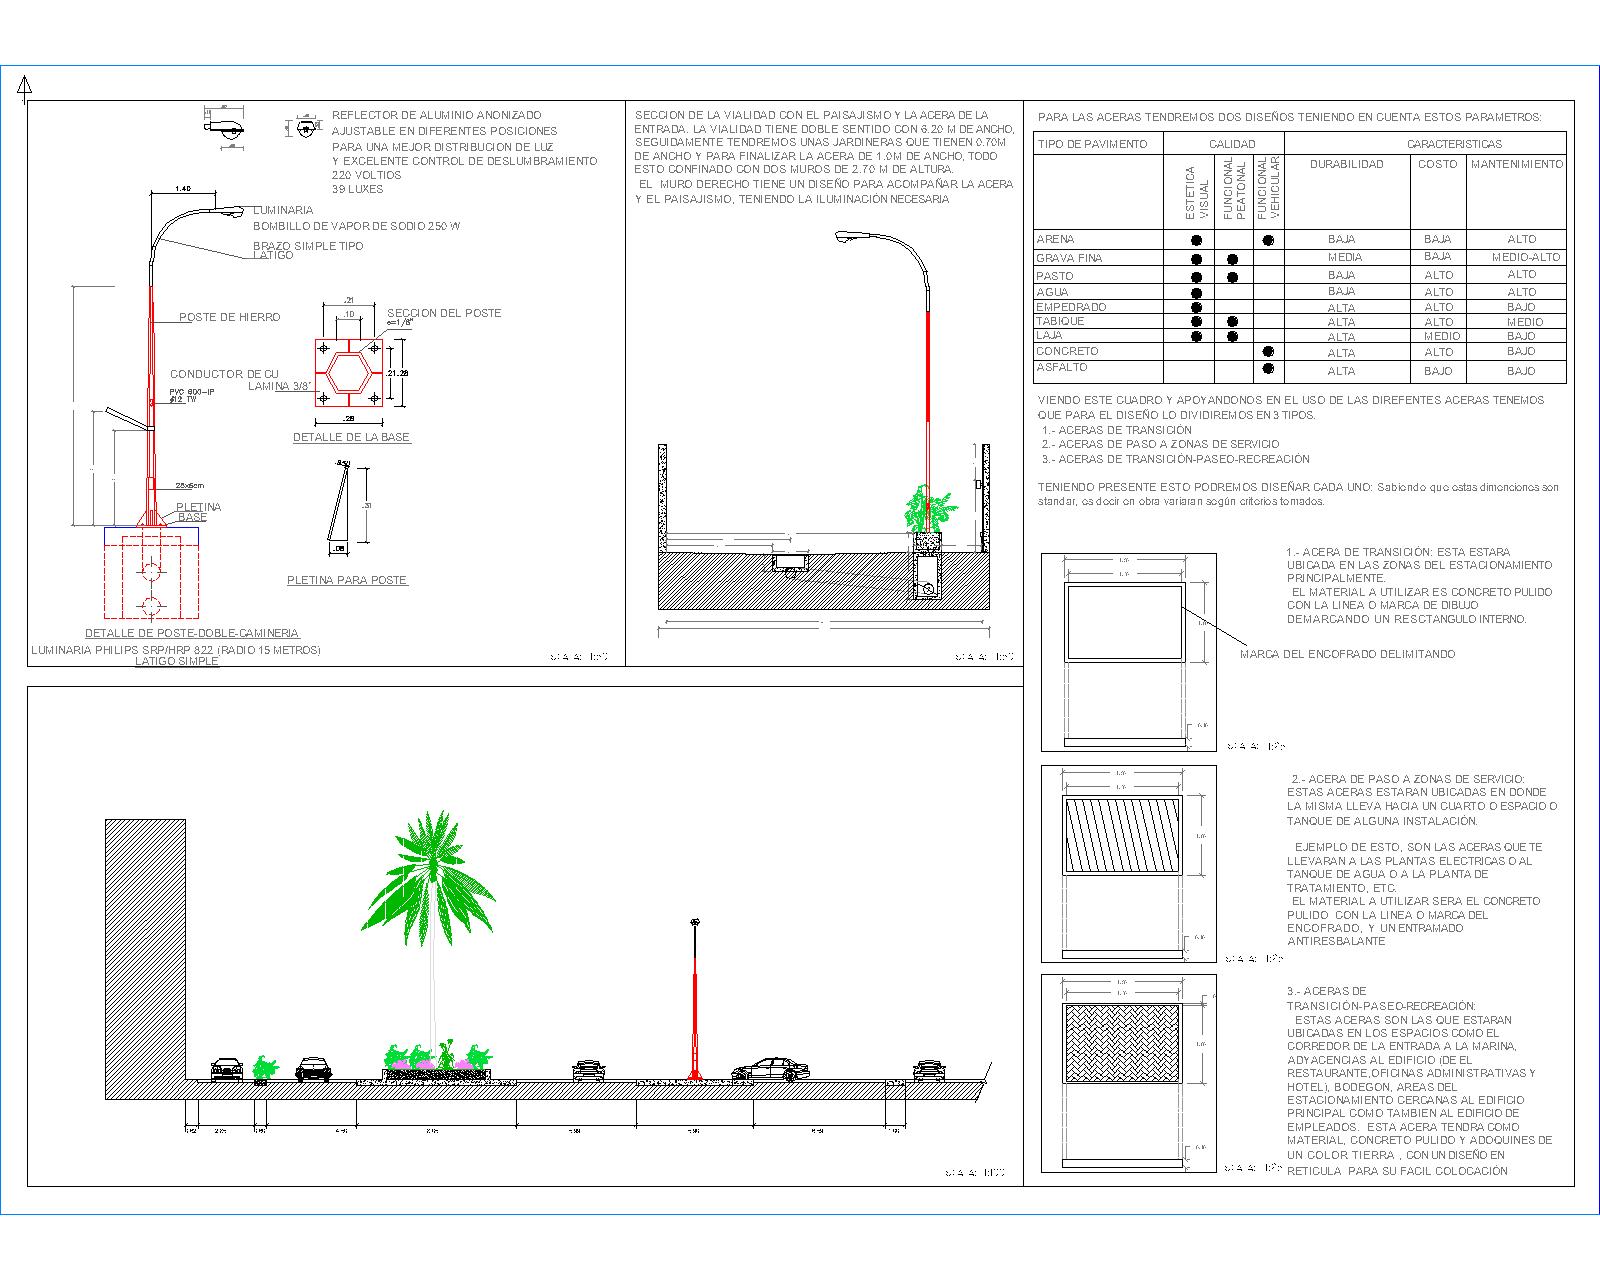 REFLECTOR DE ALUMINIO ANONIZADO
AJUSTABLE EN DIFERENTES POSICIONES
PARA UNA MEJOR DISTRIBUCION DE LUZ
Y EXCELENTE CONTROL DE DESLUMBRAMIENTO
220 VOLTIOS
39 LUXES
1.40
LUMINARIA
BOMBILLO DE VAPOR DE SODIO 250 W
BRAZO SIMPLE TIPO
LATIGO
POSTE DE HIERRO
.21
.10
SECCION DEL POSTE
e=1/8"
CONDUCTOR DE CU
LAMINA 3/8"
PVC 600-IP
#12 TW
.21
.28
.28
DETALLE DE LA BASE
28x6cm
PLETINA
BASE
.31
.08
PLETINA PARA POSTE
DETALLE DE POSTE-DOBLE-CAMINERIA
LUMINARIA PHILIPS SRP/HRP 822 (RADIO 15 METROS)
LATIGO SIMPLE
SECCION DE LA VIALIDAD CON EL PAISAJISMO Y LA ACERA DE LA
ENTRADA. LA VIALIDAD TIENE DOBLE SENTIDO CON 6.20 M DE ANCHO,
SEGUIDAMENTE TENDREMOS UNAS JARDINERAS QUE TIENEN 0.70M
DE ANCHO Y PARA FINALIZAR LA ACERA DE 1.0M DE ANCHO, TODO
ESTO CONFINADO CON DOS MUROS DE 2.70 M DE ALTURA.
EL MURO DERECHO TIENE UN DISEÑO PARA ACOMPAÑAR LA ACERA
Y EL PAISAJISMO, TENIENDO LA ILUMINACION NECESARIA
PARA LAS ACERAS TENDREMOS DOS DISEÑOS TENIENDO EN CUENTA ESTOS PARAMETROS:
TIPO DE PAVIMENTO CALIDAD CARACTERISTICAS
ESTETICA VISUAL FUNCIONAL PEATONAL FUNCIONAL VEHICULAR DURABILIDAD COSTO MANTENIMIENTO
ARENA BAJA BAJA ALTO
GRAVA FINA MEDIA BAJA MEDIO-ALTO
PASTO BAJA ALTO ALTO
AGUA BAJA ALTO ALTO
EMPEDRADO ALTA ALTO BAJO
TABIQUE ALTA ALTO MEDIO
LAJA ALTA MEDIO BAJO
CONCRETO ALTA ALTO BAJO
ASFALTO ALTA BAJO BAJO
VIENDO ESTE CUADRO Y APOYANDONOS EN EL USO DE LAS DIREFENTES ACERAS TENEMOS
QUE PARA EL DISEÑO LO DIVIDIREMOS EN 3 TIPOS.
1.- ACERAS DE TRANSICIÓN
2.- ACERAS DE PASO A ZONAS DE SERVICIO
3.- ACERAS DE TRANSICIÓN-PASEO-RECREACIÓN
TENIENDO PRESENTE ESTO PODREMOS DISEÑAR CADA UNO: Sabiendo que estas dimenciones son
standar, es decir en obra variaran según criterios tomados.
1.- ACERA DE TRANSICIÓN: ESTA ESTARA
UBICADA EN LAS ZONAS DEL ESTACIONAMIENTO
PRINCIPALMENTE.
EL MATERIAL A UTILIZAR ES CONCRETO PULIDO
CON LA LINEA O MARCA DE DIBUJO
DEMARCANDO UN RESCTANGULO INTERNO.
MARCA DEL ENCOFRADO DELIMITANDO
2.- ACERA DE PASO A ZONAS DE SERVICIO:
ESTAS ACERAS ESTARAN UBICADAS EN DONDE
LA MISMA LLEVA HACIA UN CUARTO O ESPACIO O
TANQUE DE ALGUNA INSTALACIÓN.
EJEMPLO DE ESTO, SON LAS ACERAS QUE TE
LLEVARAN A LAS PLANTAS ELECTRICAS O AL
TANQUE DE AGUA O A LA PLANTA DE
TRATAMIENTO, ETC.
EL MATERIAL A UTILIZAR SERA EL CONCRETO
PULIDO CON LA LINEA O MARCA DEL
ENCOFRADO, Y UN ENTRAMADO
ANTIRESBALANTE
3.- ACERAS DE
TRANSICIÓN-PASEO-RECREACIÓN:
ESTAS ACERAS SON LAS QUE ESTARAN
UBICADAS EN LOS ESPACIOS COMO EL
CORREDOR DE LA ENTRADA A LA MARINA,
ADYACENCIAS AL EDIFICIO (DE EL
RESTAURANTE,OFICINAS ADMINISTRATIVAS Y
HOTEL), BODEGON, AREAS DEL
ESTACIONAMIENTO CERCANAS AL EDIFICIO
PRINCIPAL COMO TAMBIEN AL EDIFICIO DE
EMPLEADOS. ESTA ACERA TENDRA COMO
MATERIAL, CONCRETO PULIDO Y ADOQUINES DE
UN COLOR TIERRA , CON UN DISEÑO EN
RETICULA PARA SU FACIL COLOCACIÓN